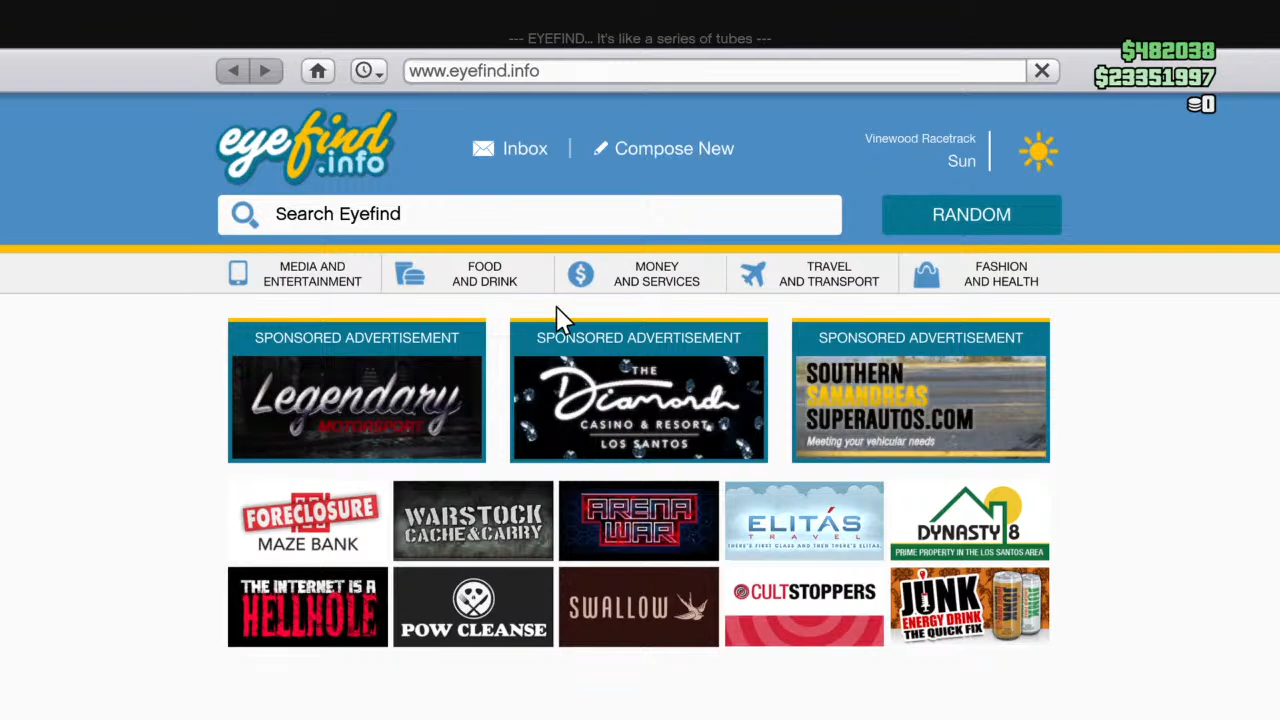 --- EYEFIND... It's like a series of tubes ---
$482038
www.eyefind.info
$23351997
0
eyefind.info
Inbox
Compose New
Vinewood Racetrack
Sun
Search Eyefind
RANDOM
MEDIA AND
ENTERTAINMENT
FOOD
AND DRINK
MONEY
AND SERVICES
TRAVEL
AND TRANSPORT
FASHION
AND HEALTH
SPONSORED ADVERTISEMENT
Legendary
MOTORSPORT
SPONSORED ADVERTISEMENT
THE
Diamond
CASINO & RESORT
LOS SANTOS
SPONSORED ADVERTISEMENT
SOUTHERN
SANANDREAS
SUPERAUTOS.COM
Meeting your vehicular needs
FORECLOSURE
MAZE BANK
WARSTOCK
CACHE&CARRY
ARENA
WAR
ELITÁS
TRAVEL
THERE'S FIRST CLASS AND THEN THERE'S ELITAS
DYNASTY 8
PRIME PROPERTY IN THE LOS SANTOS AREA
THE INTERNET IS A
HELLHOLE
POW CLEANSE
SWALLOW
CULTSTOPPERS
JUNK
ENERGY DRINK
THE QUICK FIX